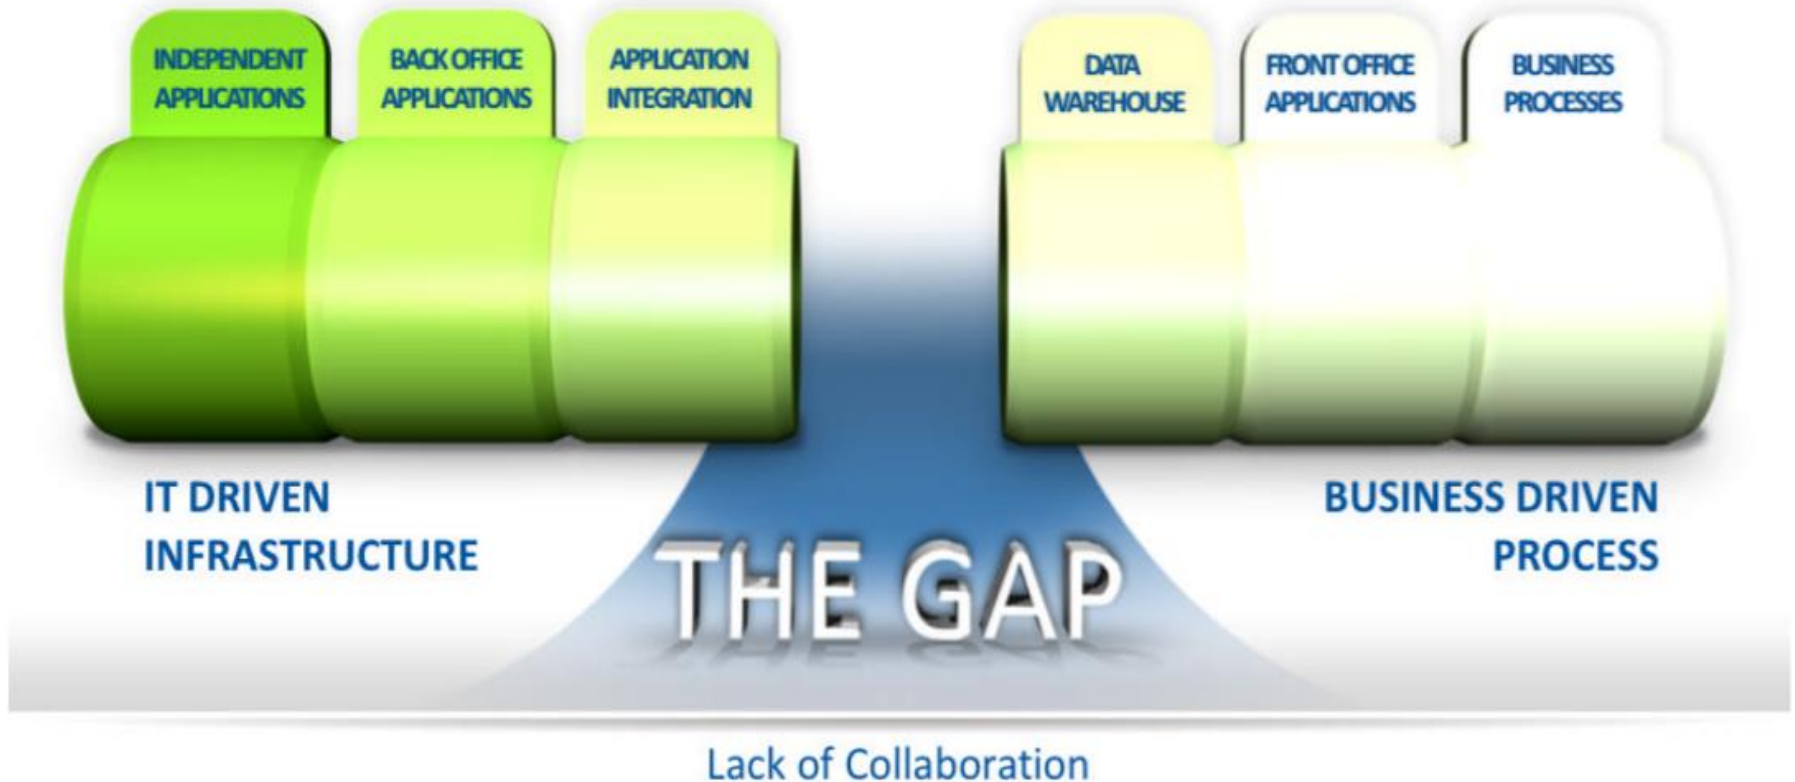 INDEPENDENT
APPLICATIONS
BACK OFFICE
APPLICATIONS
APPLICATION
INTEGRATION
DATA
WAREHOUSE
FRONT OFFICE
APPLICATIONS
BUSINESS
PROCESSES
IT DRIVEN
INFRASTRUCTURE
BUSINESS DRIVEN
PROCESS
THE GAP
Lack of Collaboration